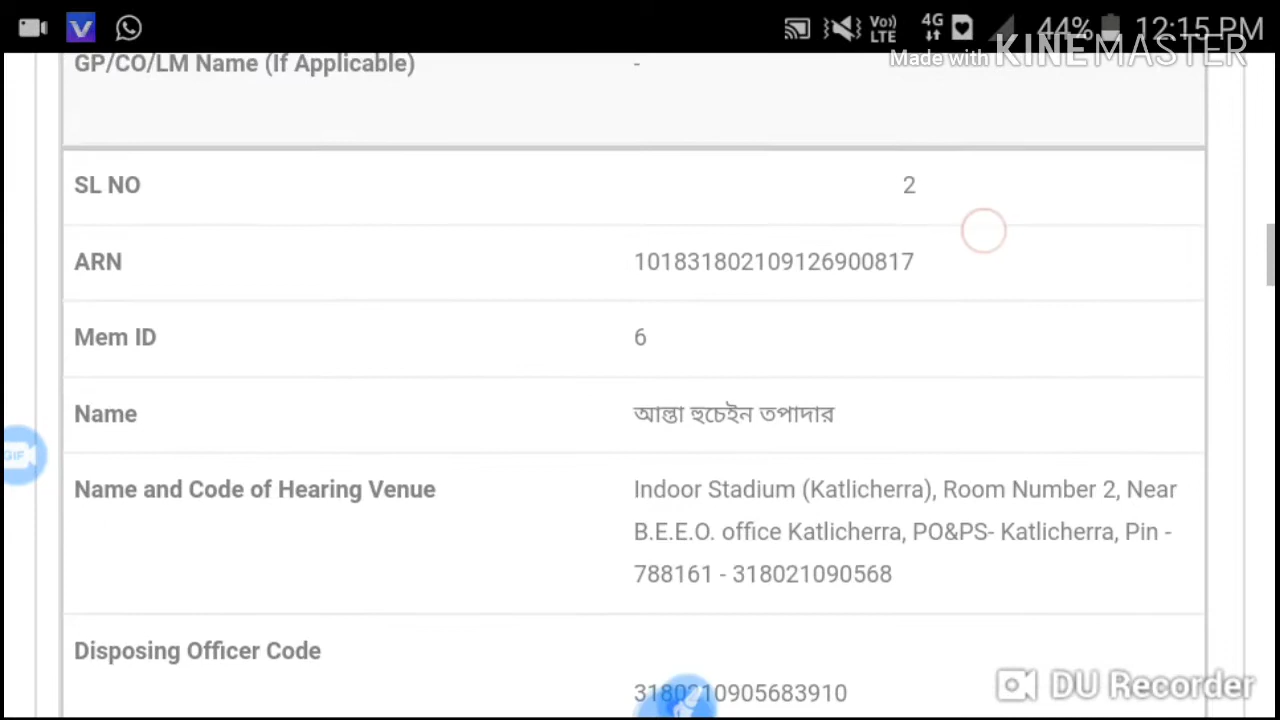 4G
Vo)) LTE
44% 12:15 PM
Made with KINEMASTER
GP/CO/LM Name (If Applicable) -
SL NO 2
ARN 101831802109126900817
Mem ID 6
Name আল্তা হুচেইন তপাদার
Name and Code of Hearing Venue Indoor Stadium (Katlicherra), Room Number 2, Near
B.E.E.O. office Katlicherra, PO&PS- Katlicherra, Pin -
788161 - 318021090568
GIF
Disposing Officer Code
3180210905683910
DU Recorder